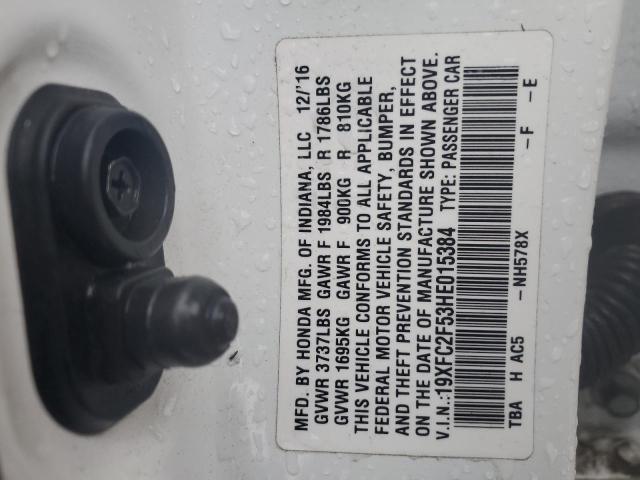 MFD. BY HONDA MFG. OF INDIANA, LLC 12/'16
GVWR 3737LBS GAWR F 1984LBS R 1786LBS
GVWR 1695KG GAWR F 900KG R 810KG
THIS VEHICLE CONFORMS TO ALL APPLICABLE
FEDERAL MOTOR VEHICLE SAFETY, BUMPER,
AND THEFT PREVENTION STANDARDS IN EFFECT
ON THE DATE OF MANUFACTURE SHOWN ABOVE.
V.I.N.:19XFC2F53HE015384 TYPE: PASSENGER CAR
TBA H AC5 -NH578X -F -E